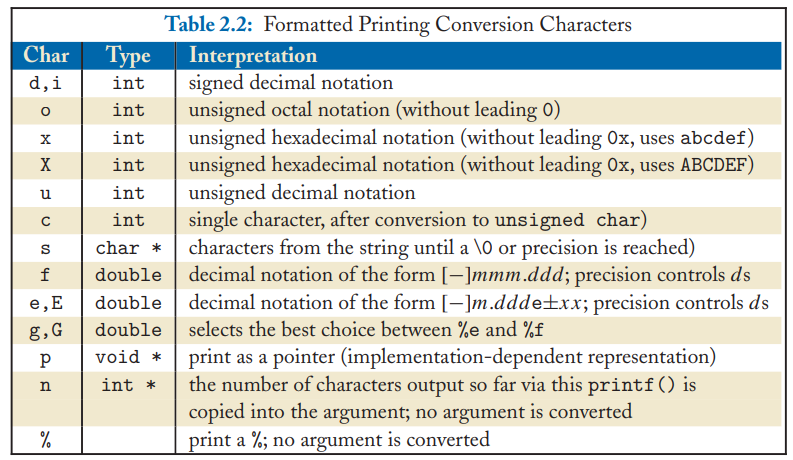 Table 2.2: Formatted Printing Conversion Characters
Char Type Interpretation
d,i int signed decimal notation
o int unsigned octal notation (without leading 0)
x int unsigned hexadecimal notation (without leading 0x, uses abcdef)
X int unsigned hexadecimal notation (without leading 0x, uses ABCDEF)
u int unsigned decimal notation
c int single character, after conversion to unsigned char)
s char * characters from the string until a \0 or precision is reached)
f double decimal notation of the form [−]mmm.ddd; precision controls ds
e,E double decimal notation of the form [−]m.ddde±xx; precision controls ds
g,G double selects the best choice between %e and %f
p void * print as a pointer (implementation-dependent representation)
n int * the number of characters output so far via this printf() is
copied into the argument; no argument is converted
% print a %; no argument is converted